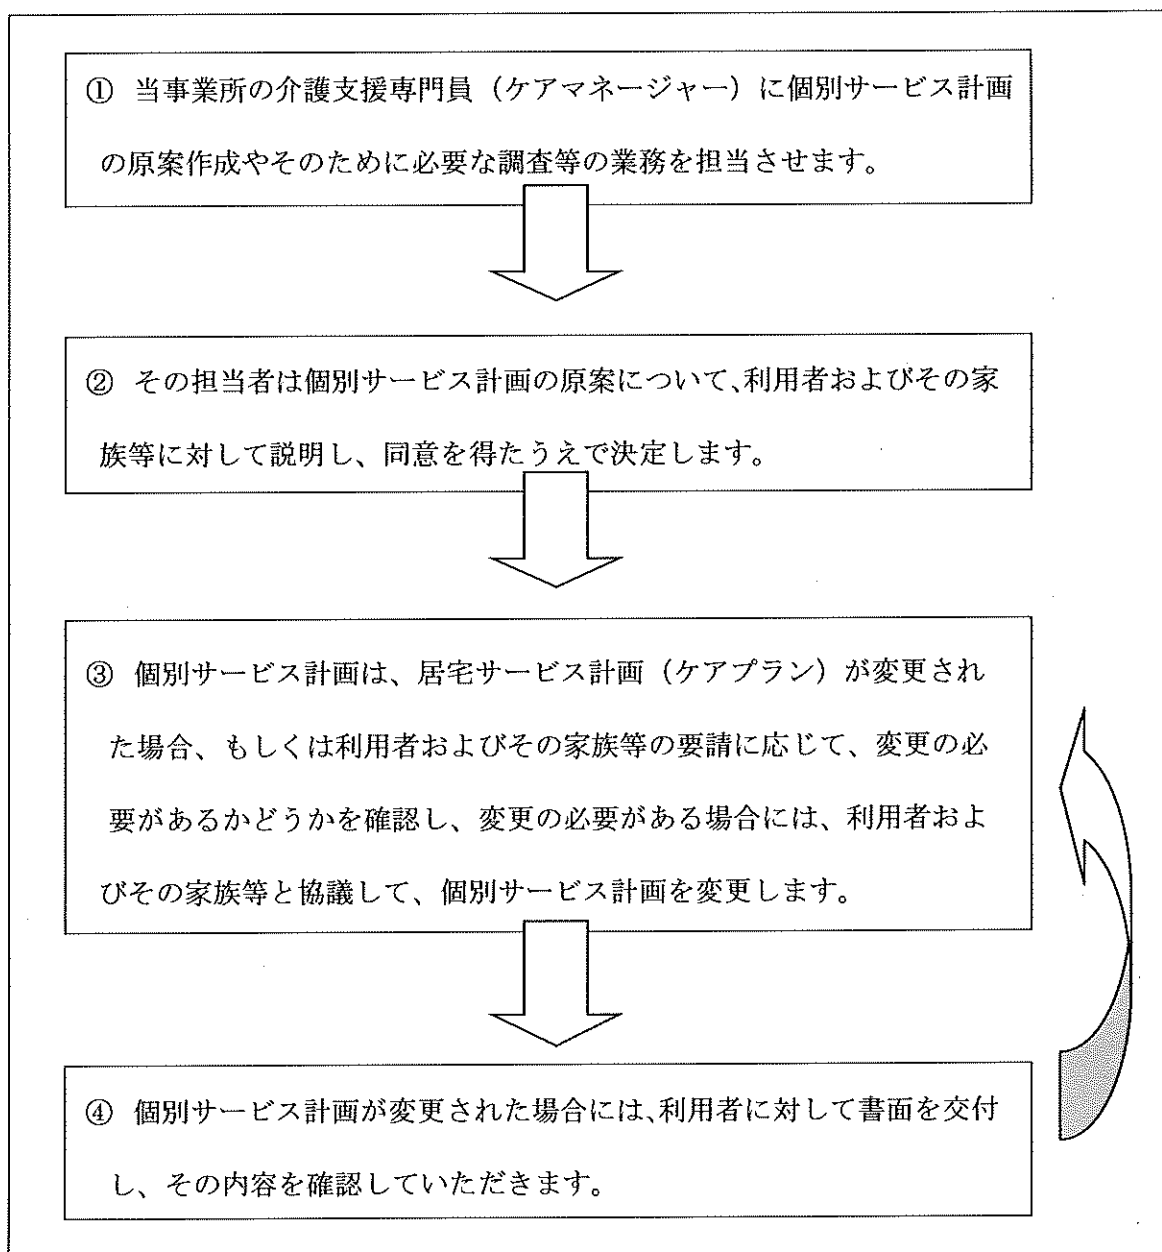 ① 当事業所の介護支援専門員（ケアマネージャー）に個別サービス計画
の原案作成やそのために必要な調査等の業務を担当させます。
② その担当者は個別サービス計画の原案について、利用者およびその家
族等に対して説明し、同意を得たうえで決定します。
③ 個別サービス計画は、居宅サービス計画（ケアプラン）が変更され
た場合、もしくは利用者およびその家族等の要請に応じて、変更の必
要があるかどうかを確認し、変更の必要がある場合には、利用者およ
びその家族等と協議して、個別サービス計画を変更します。
④ 個別サービス計画が変更された場合には、利用者に対して書面を交付
し、その内容を確認していただきます。